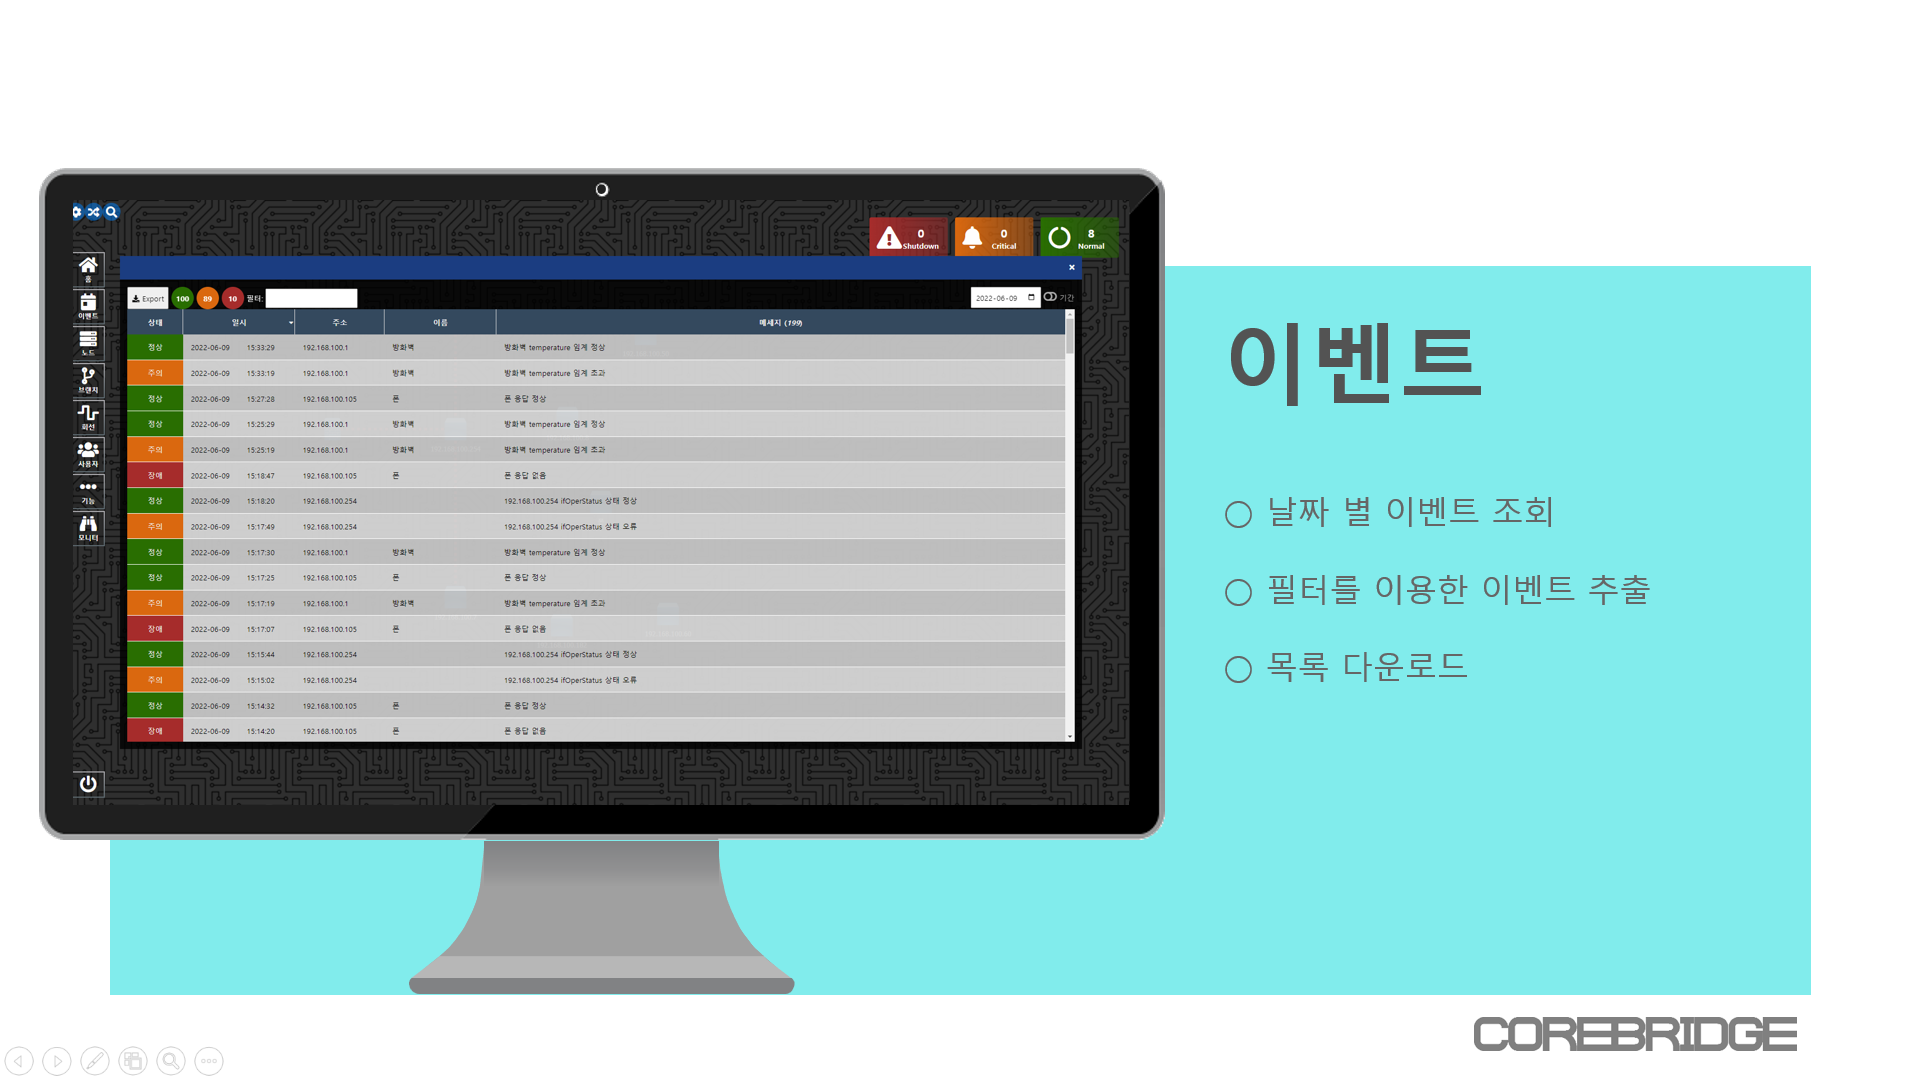 0
Shutdown
0
Critical
8
Normal
홈
이벤트
노드
브랜치
회선
사용자
기능
모니터
Export 100 89 10 필터: 2022-06-09 기간
상태 일시 주소 이름 메세지 (199)
정상 2022-06-09 15:33:29 192.168.100.1 방화벽 방화벽 temperature 임계 정상
주의 2022-06-09 15:33:19 192.168.100.1 방화벽 방화벽 temperature 임계 초과
정상 2022-06-09 15:27:28 192.168.100.105 폰 폰 응답 정상
정상 2022-06-09 15:25:29 192.168.100.1 방화벽 방화벽 temperature 임계 정상
주의 2022-06-09 15:25:19 192.168.100.1 방화벽 방화벽 temperature 임계 초과
장애 2022-06-09 15:18:47 192.168.100.105 폰 폰 응답 없음
정상 2022-06-09 15:18:20 192.168.100.254 192.168.100.254 ifOperStatus 상태 정상
주의 2022-06-09 15:17:49 192.168.100.254 192.168.100.254 ifOperStatus 상태 오류
정상 2022-06-09 15:17:30 192.168.100.1 방화벽 방화벽 temperature 임계 정상
정상 2022-06-09 15:17:25 192.168.100.105 폰 폰 응답 정상
주의 2022-06-09 15:17:19 192.168.100.1 방화벽 방화벽 temperature 임계 초과
장애 2022-06-09 15:17:07 192.168.100.105 폰 폰 응답 없음
정상 2022-06-09 15:15:44 192.168.100.254 192.168.100.254 ifOperStatus 상태 정상
주의 2022-06-09 15:15:02 192.168.100.254 192.168.100.254 ifOperStatus 상태 오류
정상 2022-06-09 15:14:32 192.168.100.105 폰 폰 응답 정상
장애 2022-06-09 15:14:20 192.168.100.105 폰 폰 응답 없음
이벤트
○ 날짜 별 이벤트 조회
○ 필터를 이용한 이벤트 추출
○ 목록 다운로드
COREBRIDGE